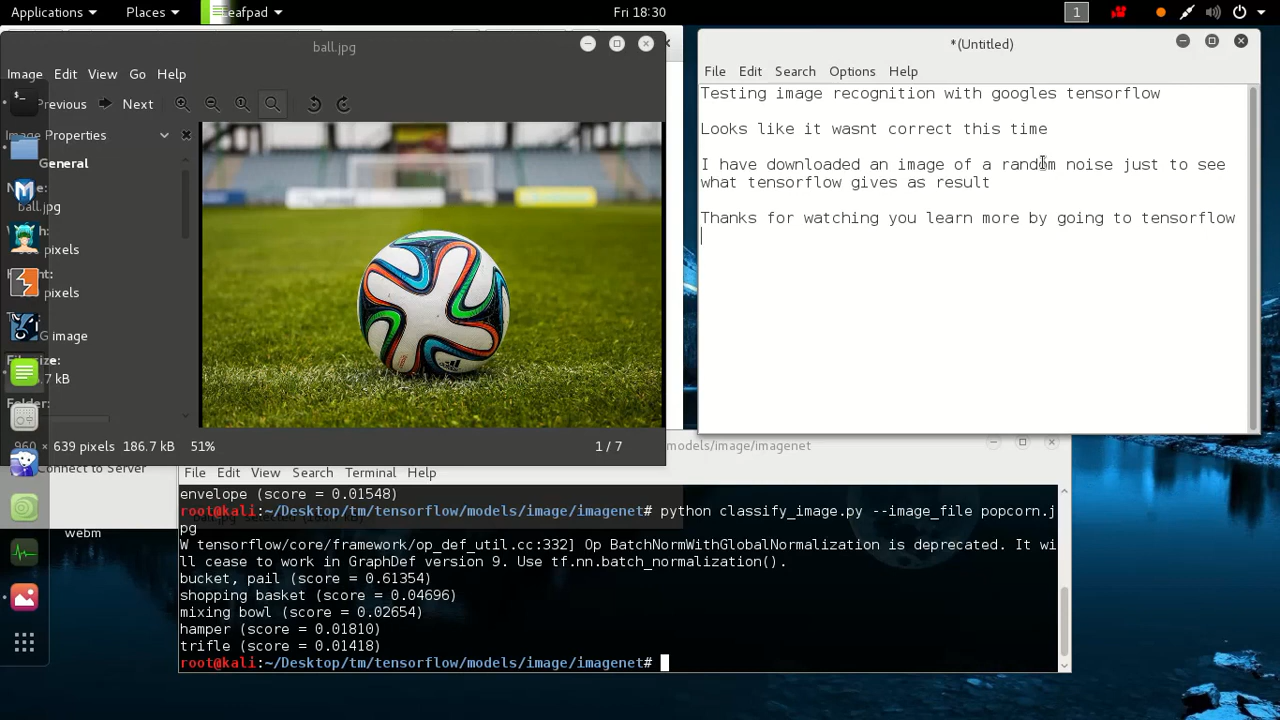 Applications Places Leafpad Fri 18:30 1
ball.jpg
Image Edit View Go Help
Previous Next
Image Properties
General
ball.jpg
pixels
pixels
G image
File size:
.7 kB
Folder:
960 × 639 pixels 186.7 kB 51% 1 / 7
Connect to Server
webm
*(Untitled)
File Edit Search Options Help
Testing image recognition with googles tensorflow
Looks like it wasnt correct this time
I have downloaded an image of a random noise just to see
what tensorflow gives as result
Thanks for watching you learn more by going to tensorflow
models/image/imagenet
File Edit View Search Terminal Help
envelope (score = 0.01548)
root@kali:~/Desktop/tm/tensorflow/models/image/imagenet# python classify_image.py --image_file popcorn.j
pg
W tensorflow/core/framework/op_def_util.cc:332] Op BatchNormWithGlobalNormalization is deprecated. It wi
ll cease to work in GraphDef version 9. Use tf.nn.batch_normalization().
bucket, pail (score = 0.61354)
shopping basket (score = 0.04696)
mixing bowl (score = 0.02654)
hamper (score = 0.01810)
trifle (score = 0.01418)
root@kali:~/Desktop/tm/tensorflow/models/image/imagenet#